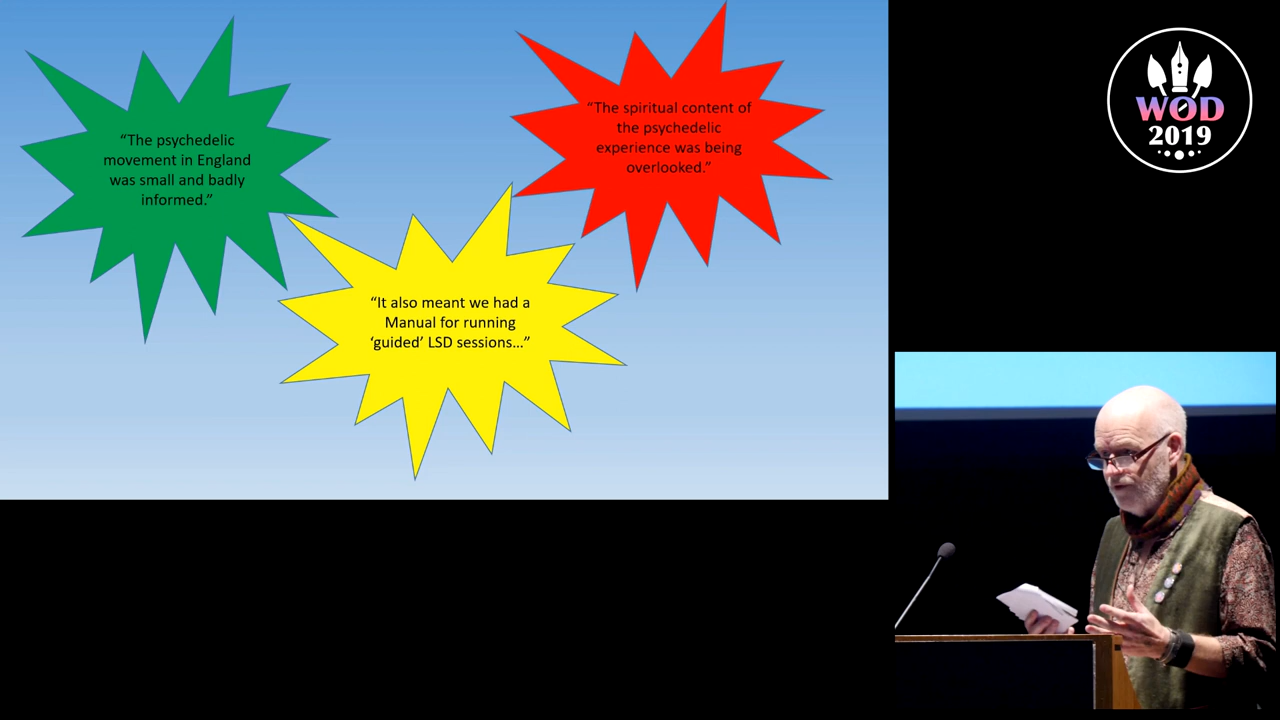 “The psychedelic
movement in England
was small and badly
informed.”
“The spiritual content of
the psychedelic
experience was being
overlooked.”
“It also meant we had a
Manual for running
‘guided’ LSD sessions…”
WOD
2019